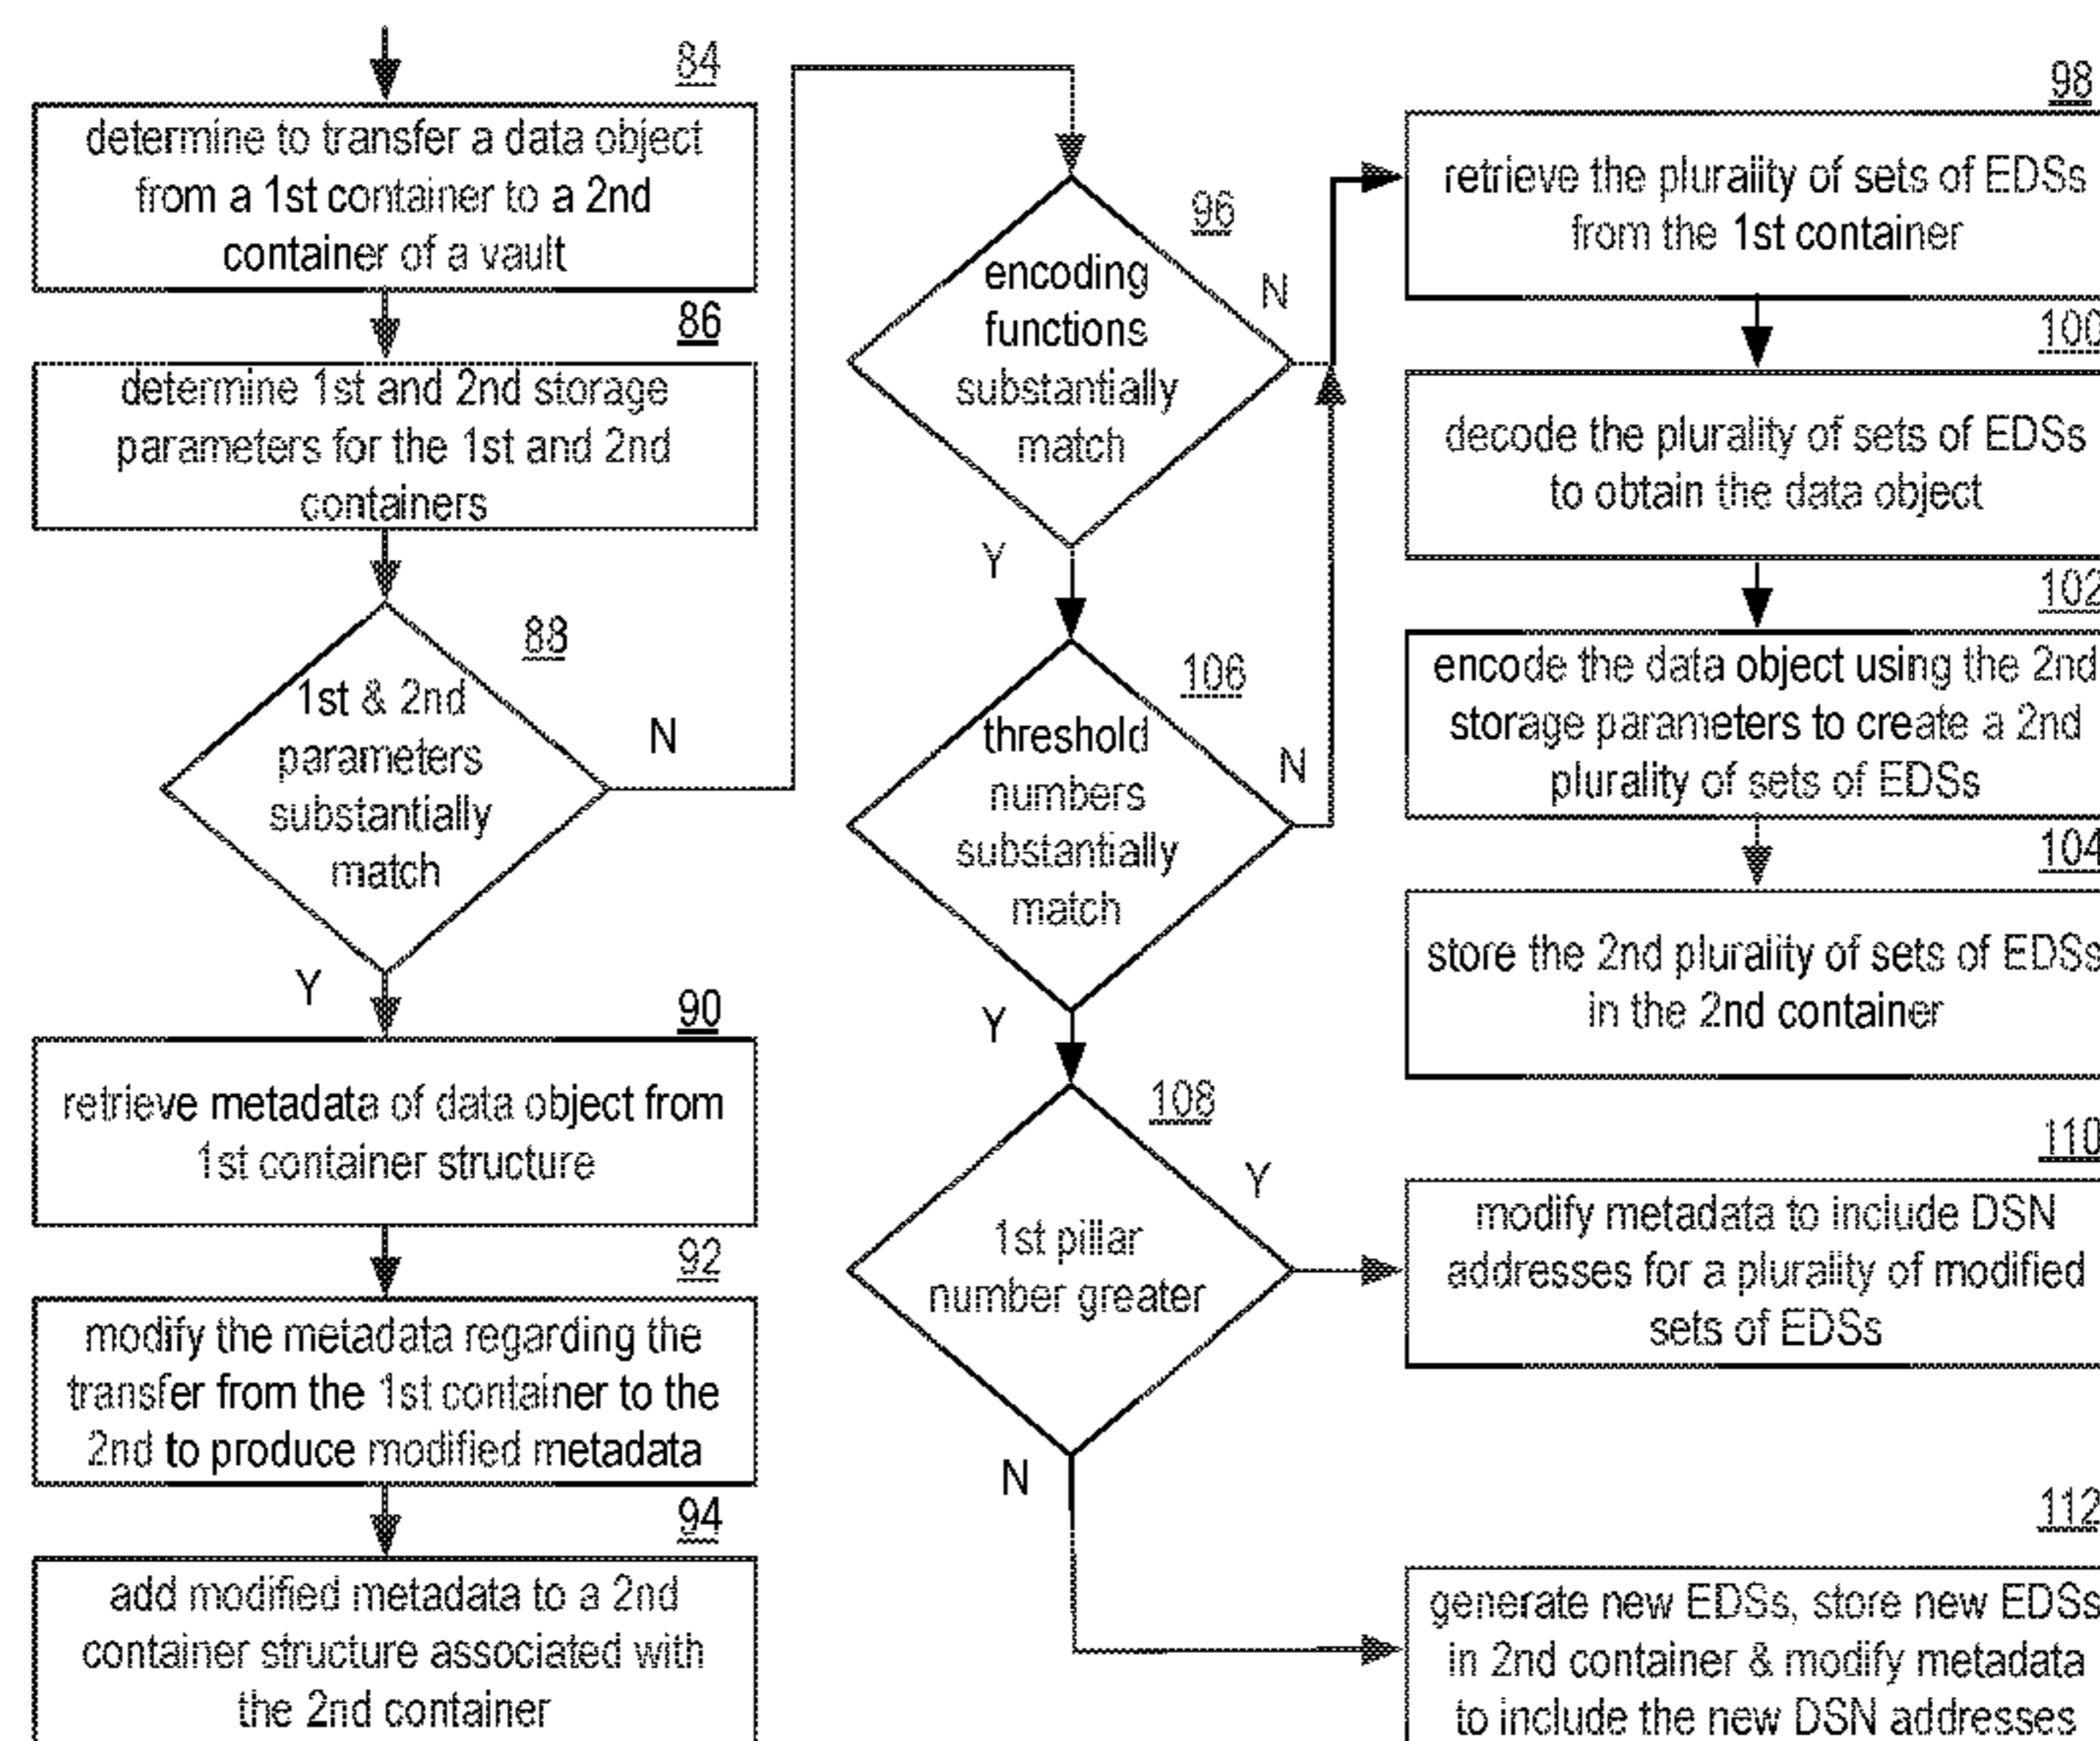 84
determine to transfer a data object
from a 1st container to a 2nd
container of a vault
86
determine 1st and 2nd storage
parameters for the 1st and 2nd
containers
88
1st & 2nd
parameters
substantially
match
N
Y
90
retrieve metadata of data object from
1st container structure
92
modify the metadata regarding the
transfer from the 1st container to the
2nd to produce modified metadata
94
add modified metadata to a 2nd
container structure associated with
the 2nd container
96
encoding
functions
substantially
match
N
Y
106
threshold
numbers
substantially
match
N
Y
108
1st pillar
number greater
Y
N
98
retrieve the plurality of sets of EDSs
from the 1st container
100
decode the plurality of sets of EDSs
to obtain the data object
102
encode the data object using the 2nd
storage parameters to create a 2nd
plurality of sets of EDSs
104
store the 2nd plurality of sets of EDSs
in the 2nd container
110
modify metadata to include DSN
addresses for a plurality of modified
sets of EDSs
112
generate new EDSs, store new EDSs
in 2nd container & modify metadata
to include the new DSN addresses